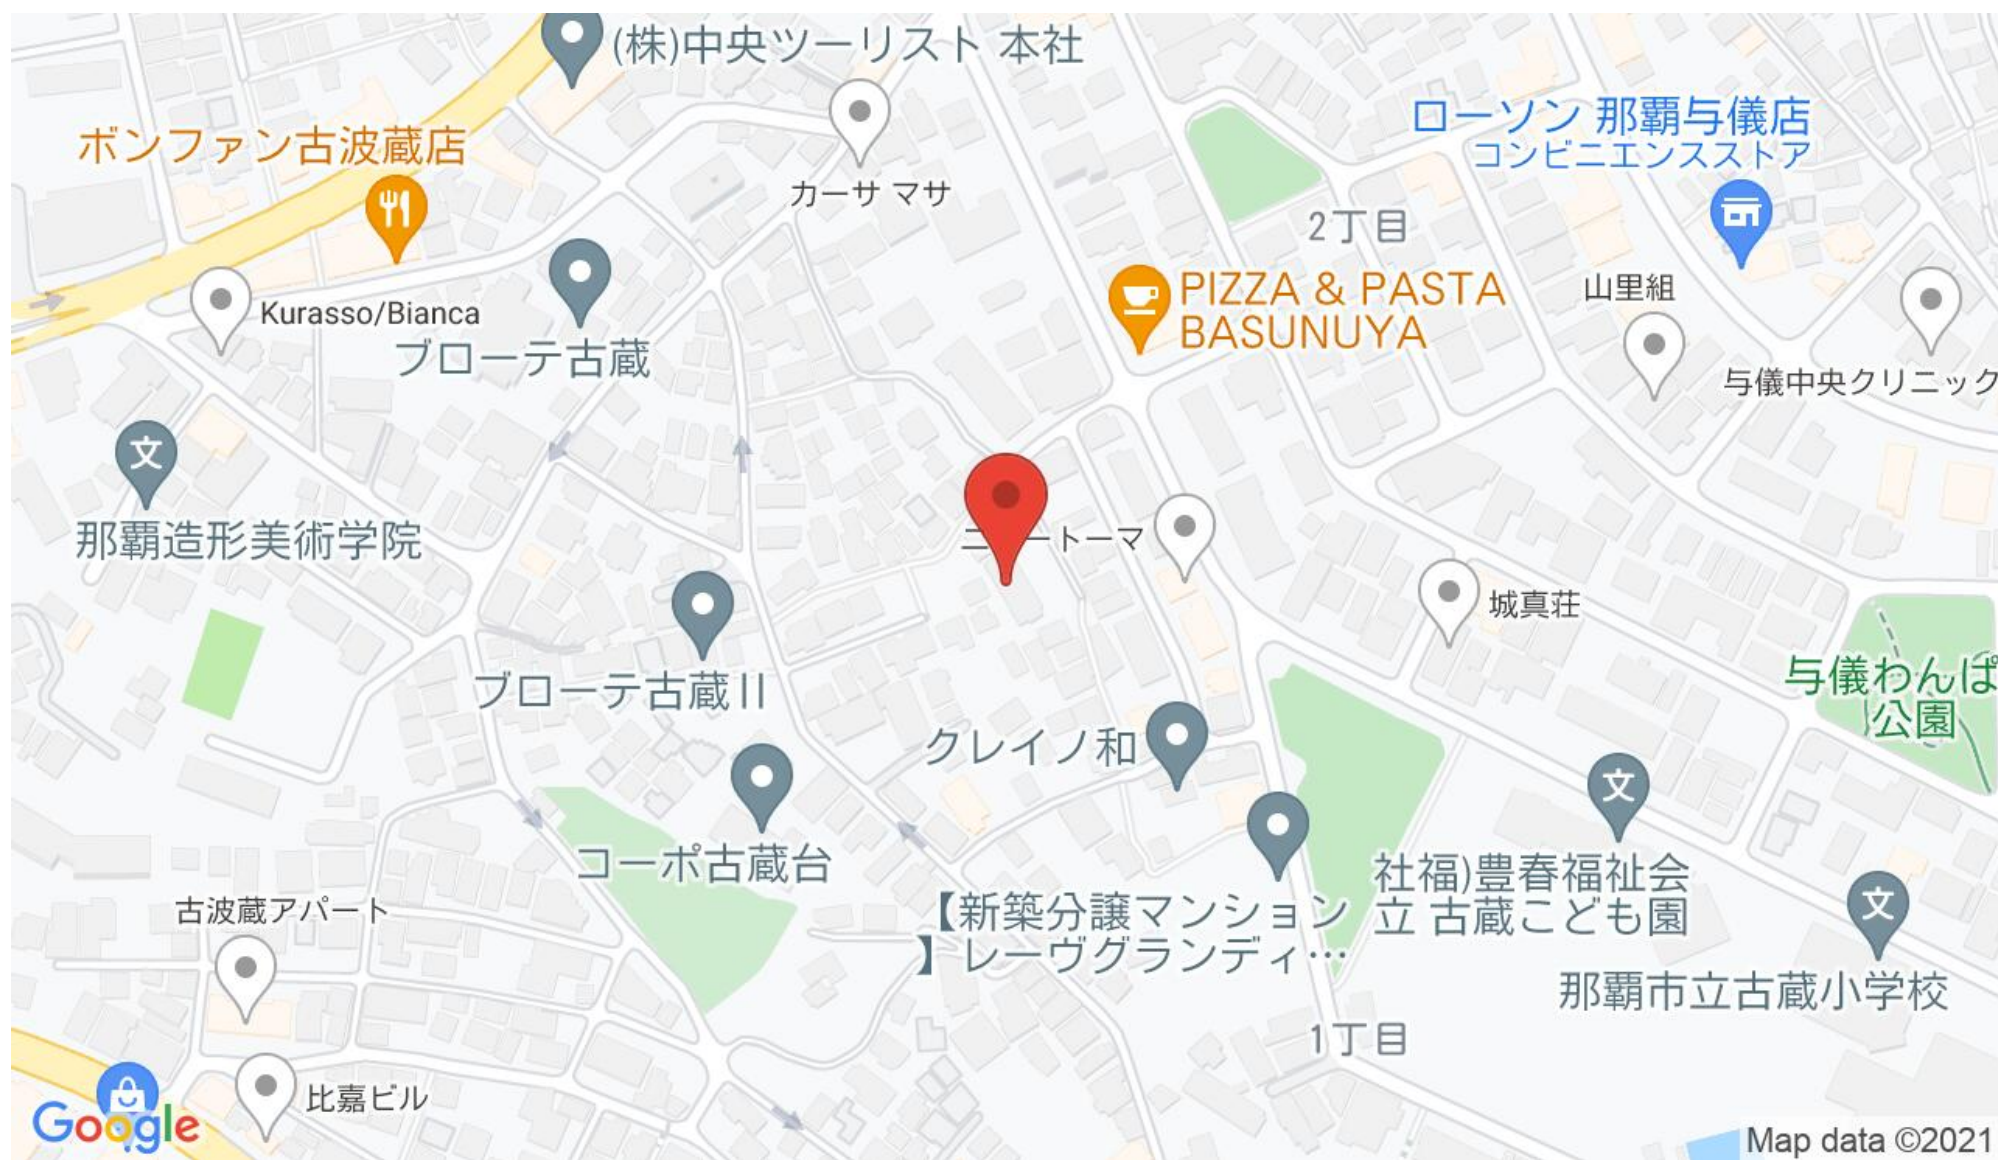 (株)中央ツーリスト 本社
ボンファン古波蔵店
カーサ マサ
ローソン 那覇与儀店
コンビニエンスストア
2丁目
PIZZA & PASTA
BASUNUYA
山里組
与儀中央クリニック
Kurasso/Bianca
ブローテ古蔵
文
那覇造形美術学院
ートーマ
城真荘
ブローテ古蔵II
与儀わんぱ
公園
クレイノ和
コーポ古蔵台
文
社福)豊春福祉会
立 古蔵こども園
【新築分譲マンション
】レーヴグランディ…
文
那覇市立古蔵小学校
古波蔵アパート
1丁目
比嘉ビル
Google
Map data ©2021